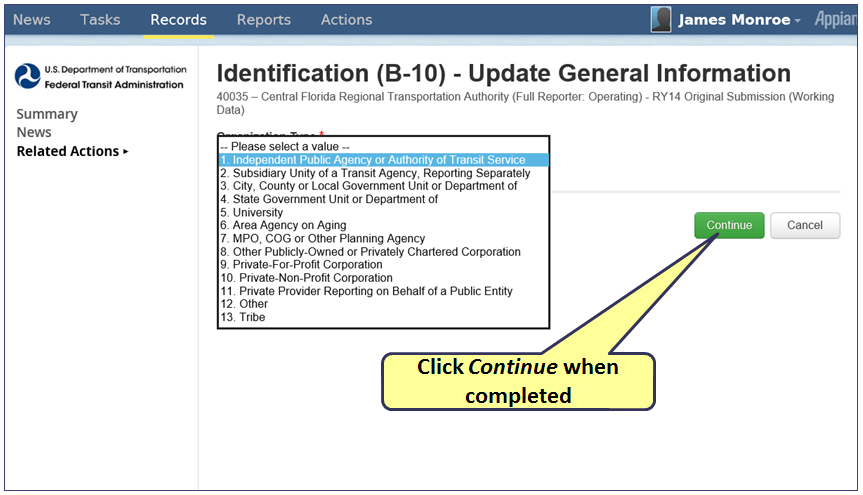 News Tasks Records Reports Actions James Monroe Appian
U.S. Department of Transportation
Federal Transit Administration
Summary
News
Related Actions
Identification (B-10) - Update General Information
40035 – Central Florida Regional Transportation Authority (Full Reporter: Operating) - RY14 Original Submission (Working
Data)
Organization Type *
-- Please select a value --
1. Independent Public Agency or Authority of Transit Service
2. Subsidiary Unity of a Transit Agency, Reporting Separately
3. City, County or Local Government Unit or Department of
4. State Government Unit or Department of
5. University
6. Area Agency on Aging
7. MPO, COG or Other Planning Agency
8. Other Publicly-Owned or Privately Chartered Corporation
9. Private-For-Profit Corporation
10. Private-Non-Profit Corporation
11. Private Provider Reporting on Behalf of a Public Entity
12. Other
13. Tribe
Continue Cancel
Click Continue when
completed